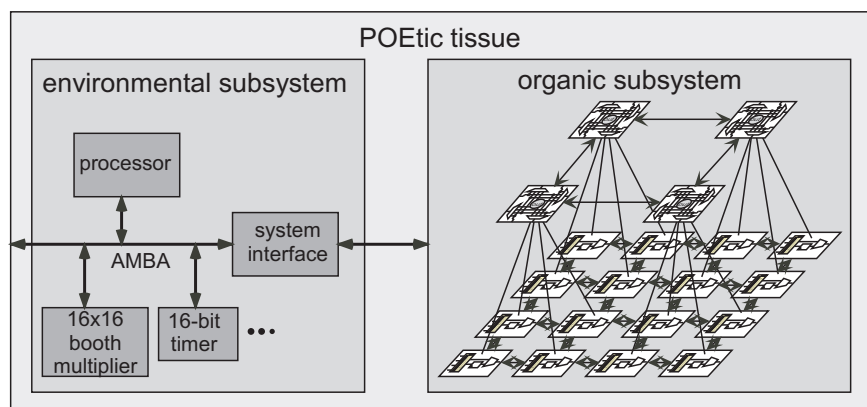 POEtic tissue
environmental subsystem
processor
AMBA
system
interface
16x16
booth
multiplier
16-bit
timer
•••
organic subsystem